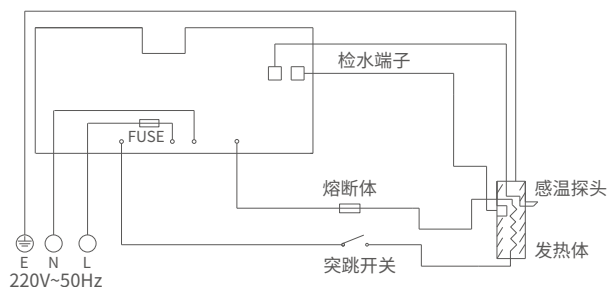 检水端子
FUSE
熔断体
感温探头
发热体
突跳开关
E N L
220V~50Hz